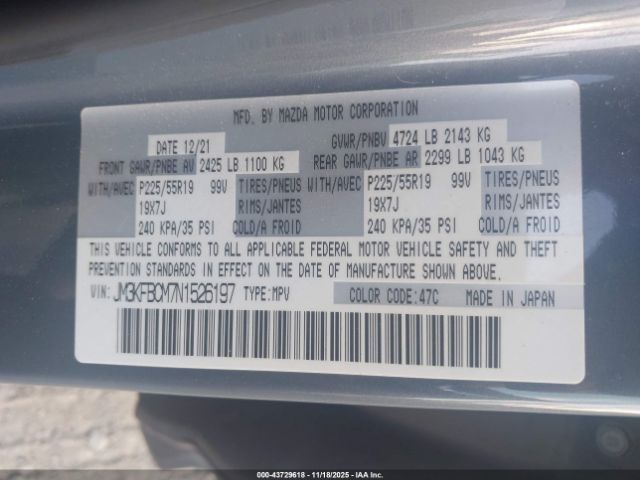 MFD. BY MAZDA MOTOR CORPORATION
DATE 12/21 GVWR/PNBV 4724 LB 2143 KG
FRONT GAWR/PNBE AV 2425 LB 1100 KG REAR GAWR/PNBE AR 2299 LB 1043 KG
WITH/AVEC P225/55R19 99V TIRES/PNEUS WITH/AVEC P225/55R19 99V TIRES/PNEUS
19X7J RIMS/JANTES 19X7J RIMS/JANTES
240 KPA/35 PSI COLD/A FROID 240 KPA/35 PSI COLD/A FROID
THIS VEHICLE CONFORMS TO ALL APPLICABLE FEDERAL MOTOR VEHICLE SAFETY AND THEFT
PREVENTION STANDARDS IN EFFECT ON THE DATE OF MANUFACTURE SHOWN ABOVE.
VIN: JM3KFBCM7N1526197 TYPE:MPV COLOR CODE:47C MADE IN JAPAN
000-43729618 - 11/18/2025 - IAAI, Inc.